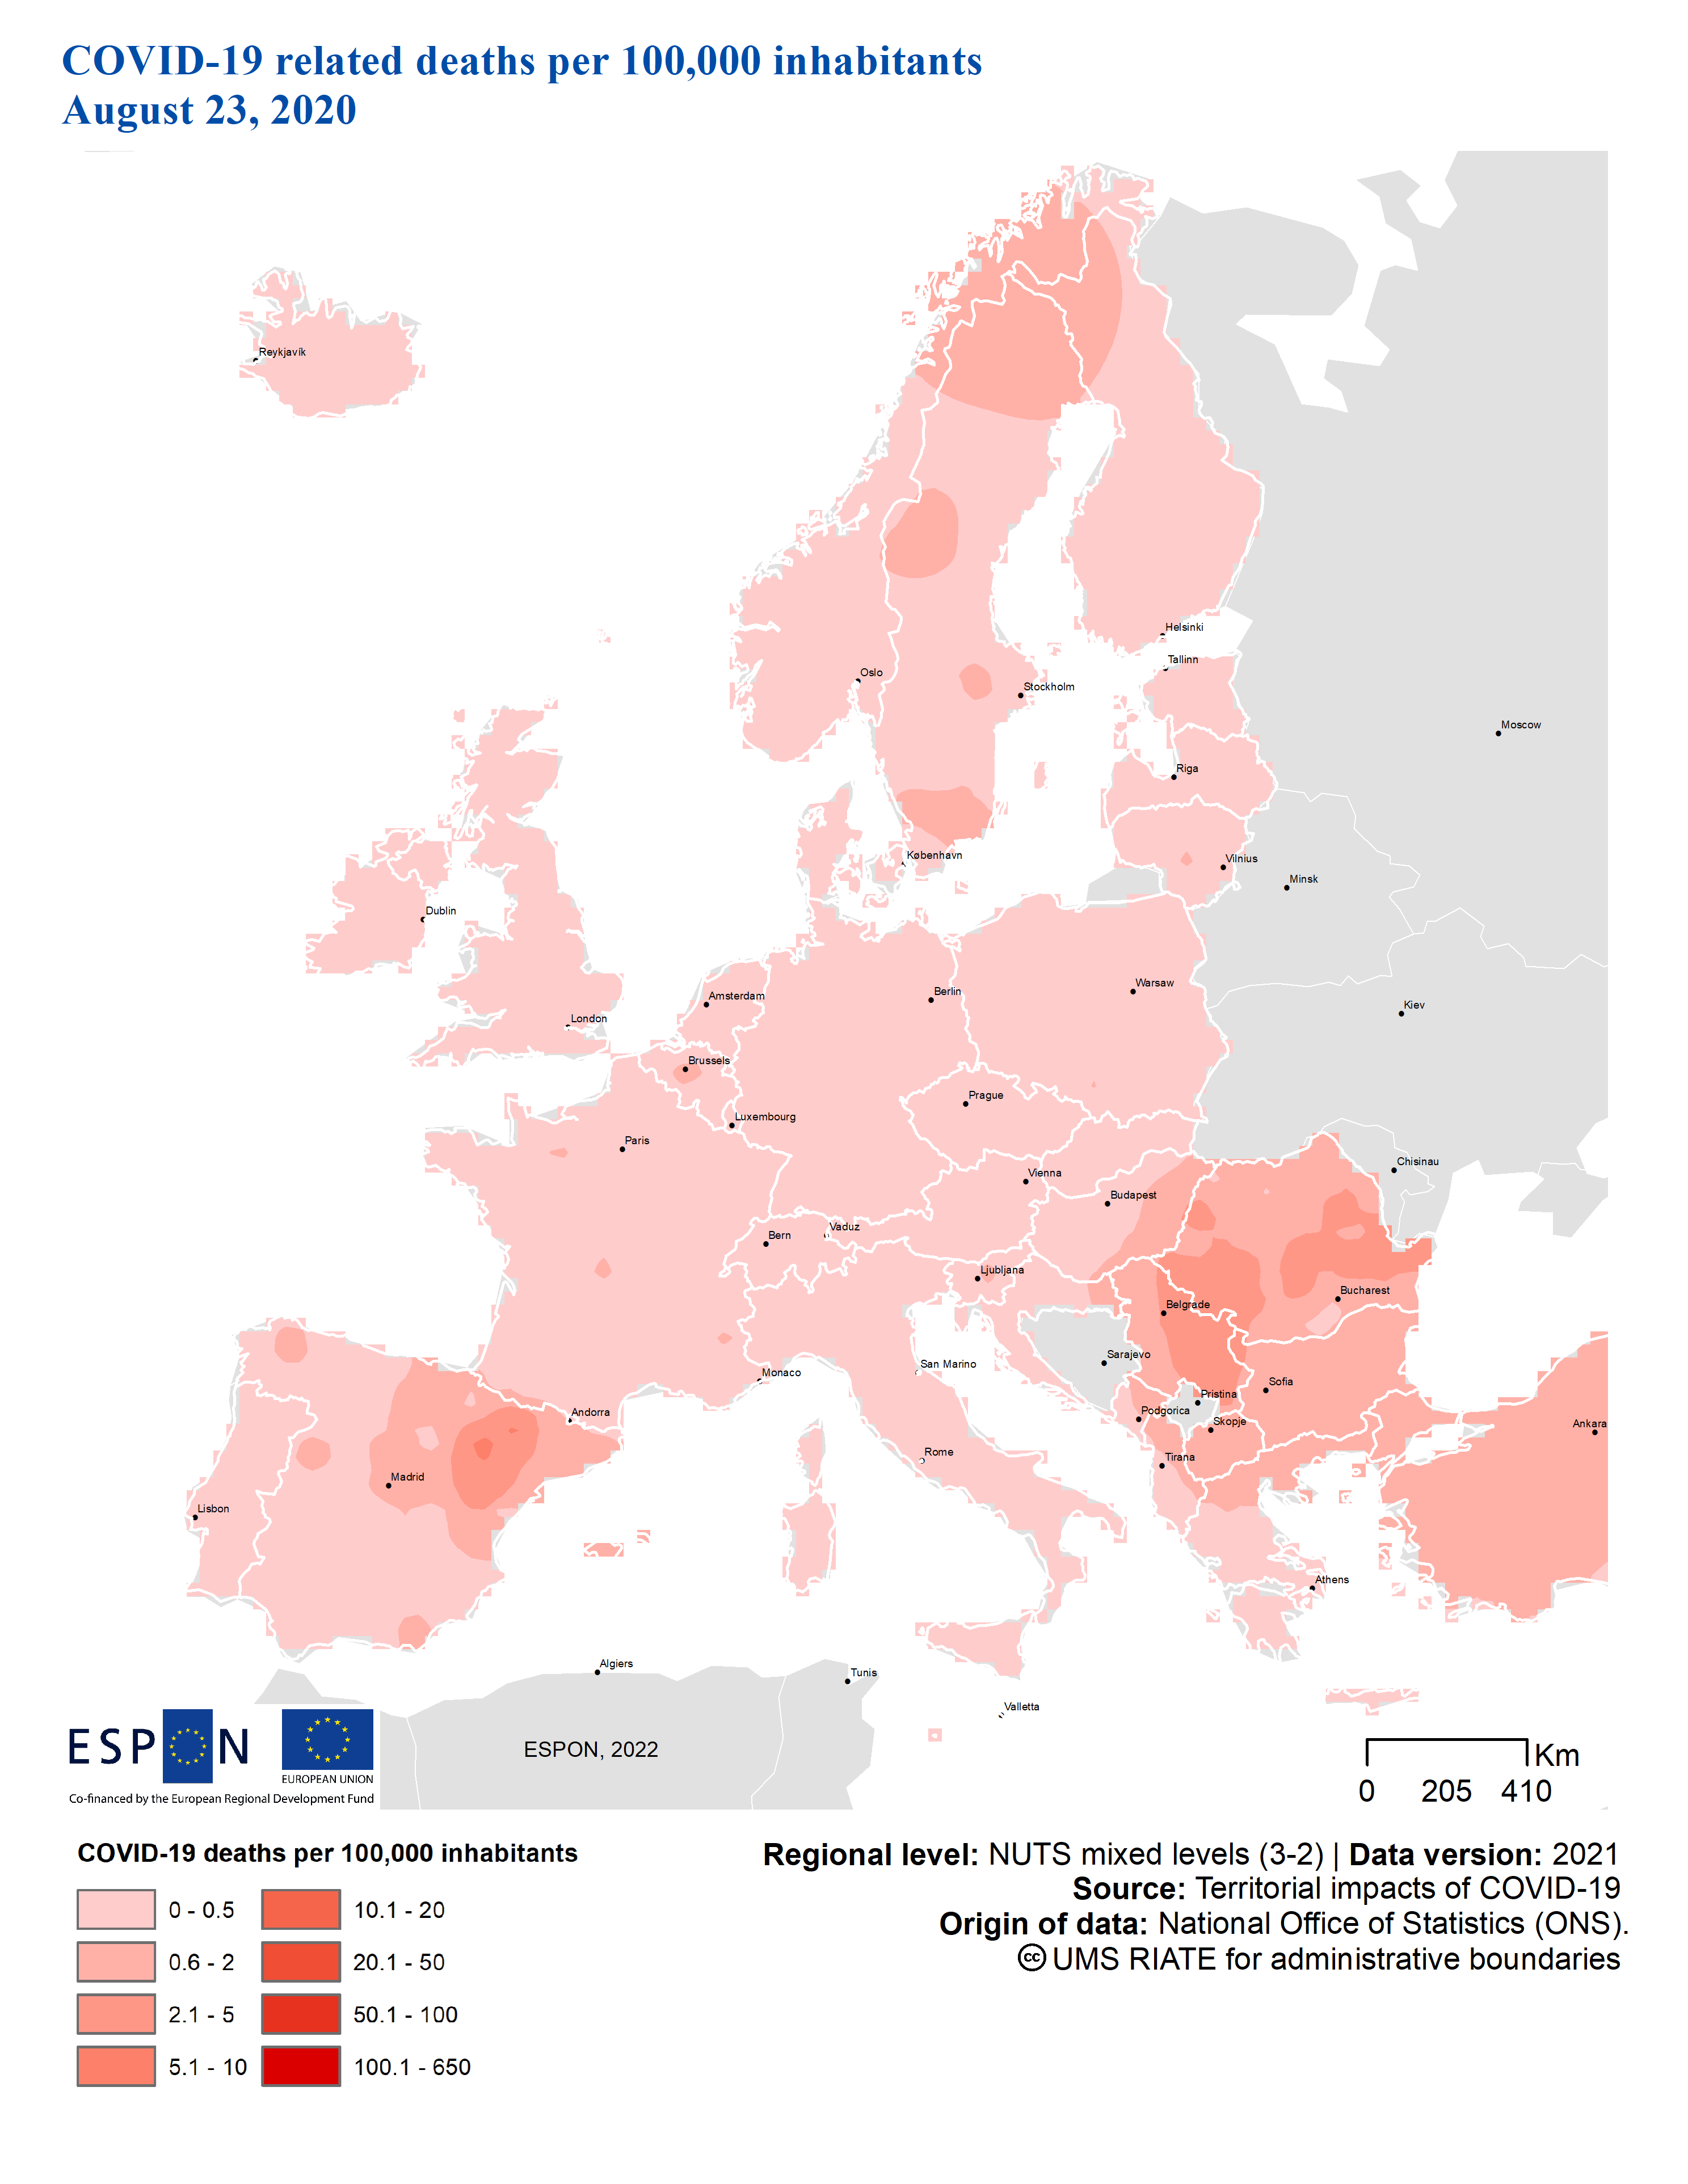 COVID-19 related deaths per 100,000 inhabitants
August 23, 2020
Reykjavík
Helsinki
Tallinn
Oslo
Stockholm
Moscow
Riga
København
Vilnius
Minsk
Dublin
Warsaw
Berlin
Amsterdam
Kiev
London
Brussels
Prague
Luxembourg
Paris
Chisinau
Vienna
Budapest
Vaduz
Bern
Ljubljana
Bucharest
Belgrade
Sarajevo
San Marino
Monaco
Sofia
Pristina
Andorra
Podgorica
Skopje
Ankara
Rome
Tirana
Madrid
Lisbon
Athens
Algiers
Tunis
Valletta
ESPON
EUROPEAN UNION
Co-financed by the European Regional Development Fund
ESPON, 2022
Km
0 205 410
COVID-19 deaths per 100,000 inhabitants
0 - 0.5
0.6 - 2
2.1 - 5
5.1 - 10
10.1 - 20
20.1 - 50
50.1 - 100
100.1 - 650
Regional level: NUTS mixed levels (3-2) | Data version: 2021
Source: Territorial impacts of COVID-19
Origin of data: National Office of Statistics (ONS).
cc UMS RIATE for administrative boundaries